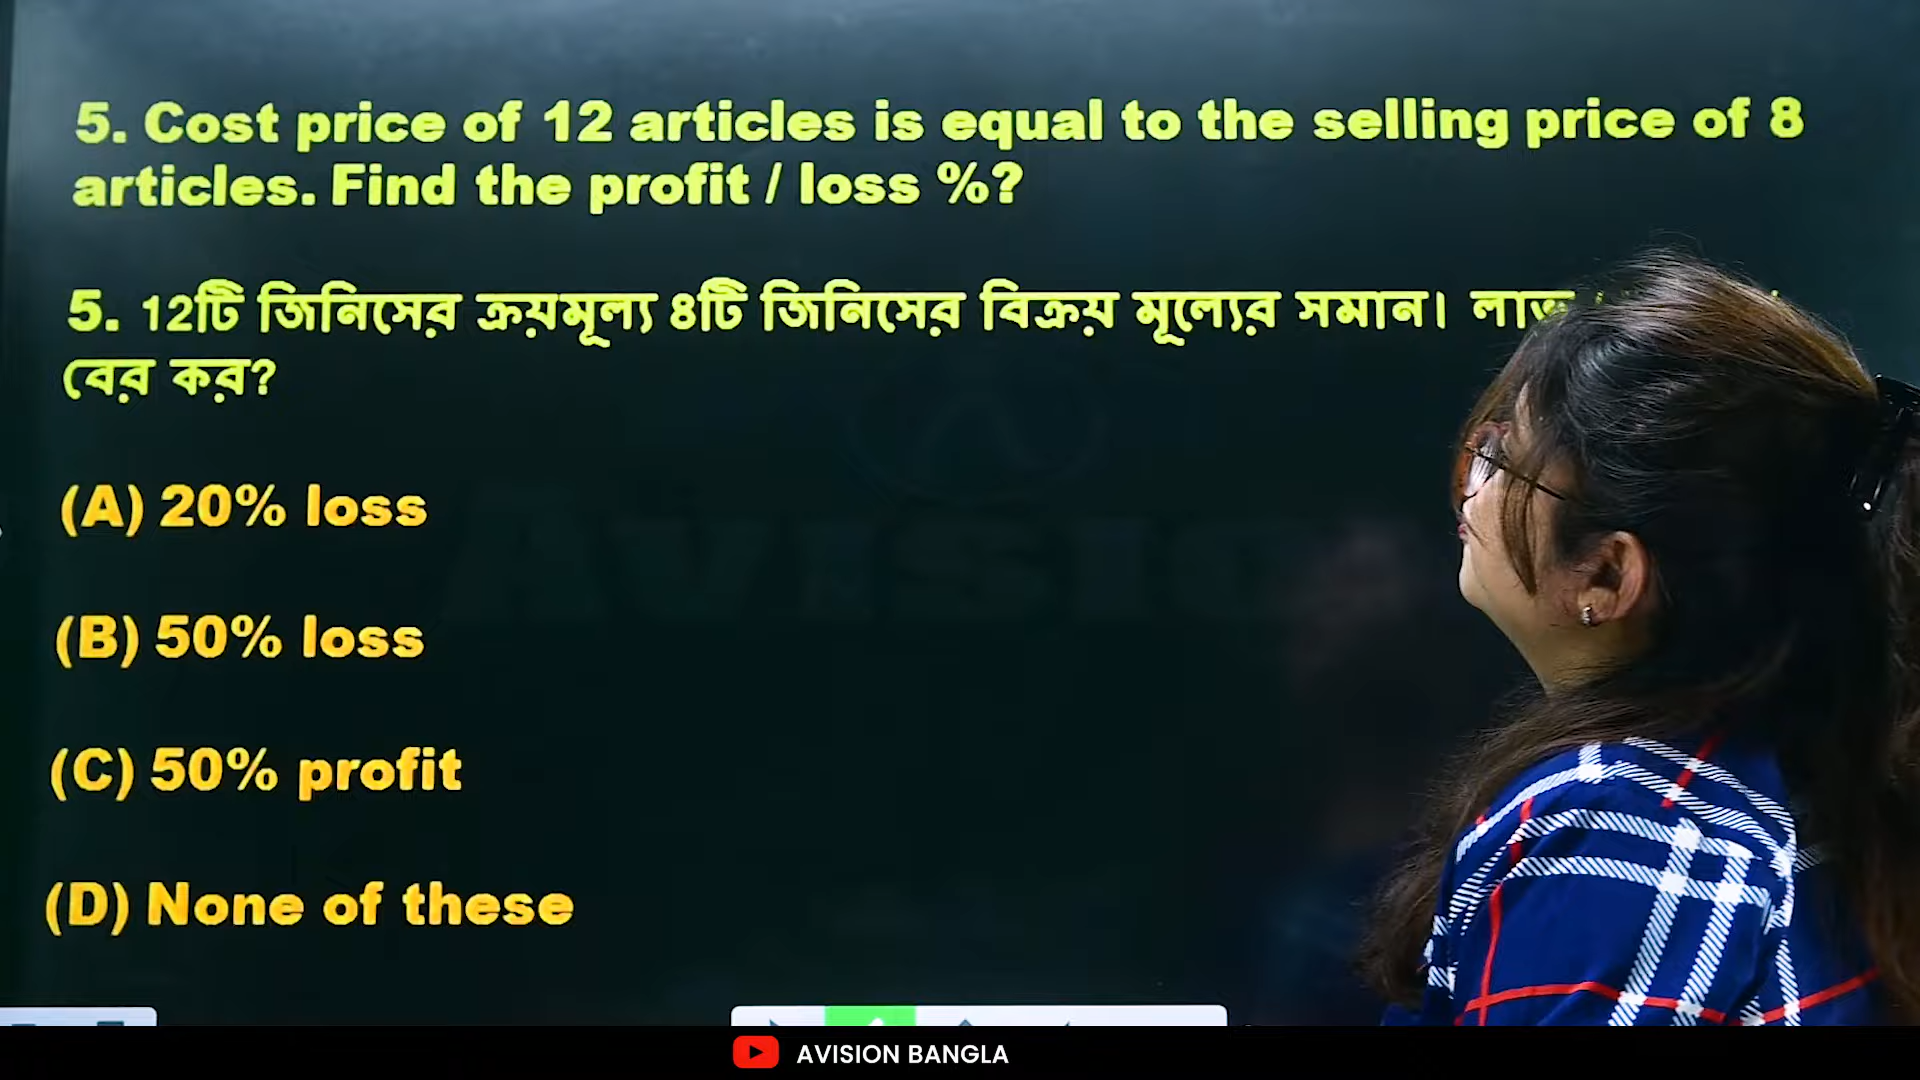 5. Cost price of 12 articles is equal to the selling price of 8
articles. Find the profit / loss %?
5. 12টি জিনিসের ক্রয়মূল্য 8টি জিনিসের বিক্রয় মূল্যের সমান। লাভ
বের কর?
(A) 20% loss
(B) 50% loss
(C) 50% profit
(D) None of these
AVISION BANGLA